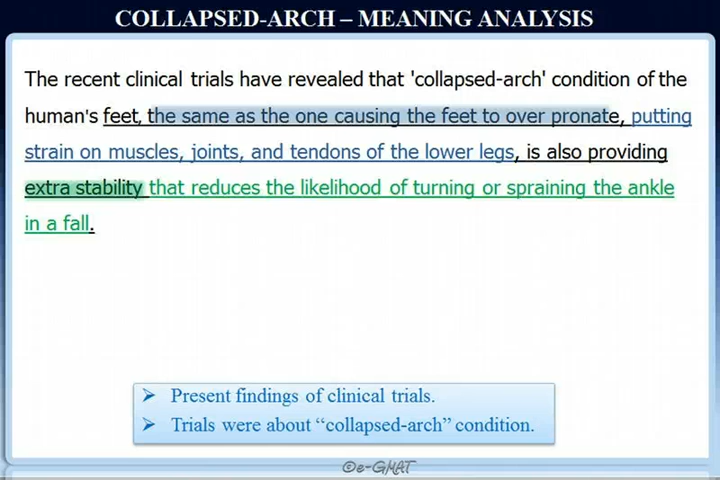 COLLAPSED-ARCH – MEANING ANALYSIS
The recent clinical trials have revealed that 'collapsed-arch' condition of the
human's feet, the same as the one causing the feet to over pronate, putting
strain on muscles, joints, and tendons of the lower legs, is also providing
extra stability that reduces the likelihood of turning or spraining the ankle
in a fall.
➢ Present findings of clinical trials.
➢ Trials were about “collapsed-arch” condition.
©e-GMAT